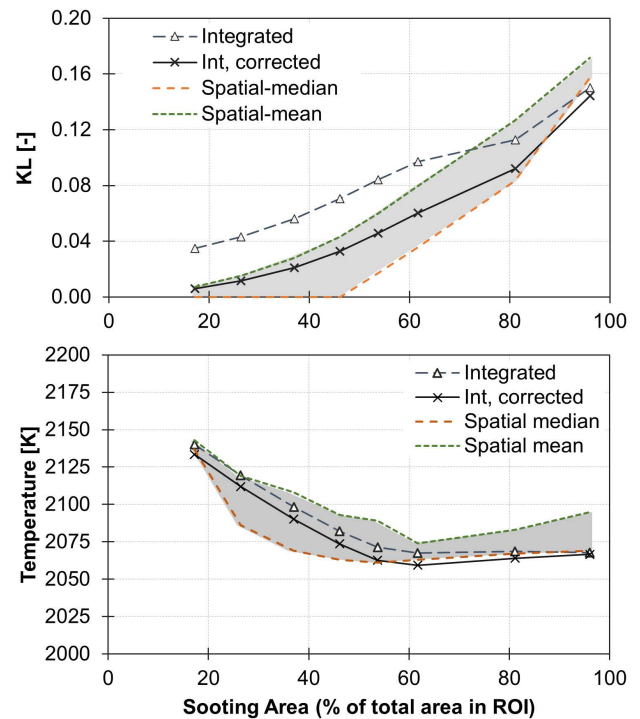 0.20
0.16
0.12
0.08
0.04
0.00
KL [-]
Integrated
Int, corrected
Spatial-median
Spatial-mean
0 20 40 60 80 100
2200
2175
2150
2125
2100
2075
2050
2025
2000
Temperature [K]
Integrated
Int, corrected
Spatial median
Spatial mean
0 20 40 60 80 100
Sooting Area (% of total area in ROI)